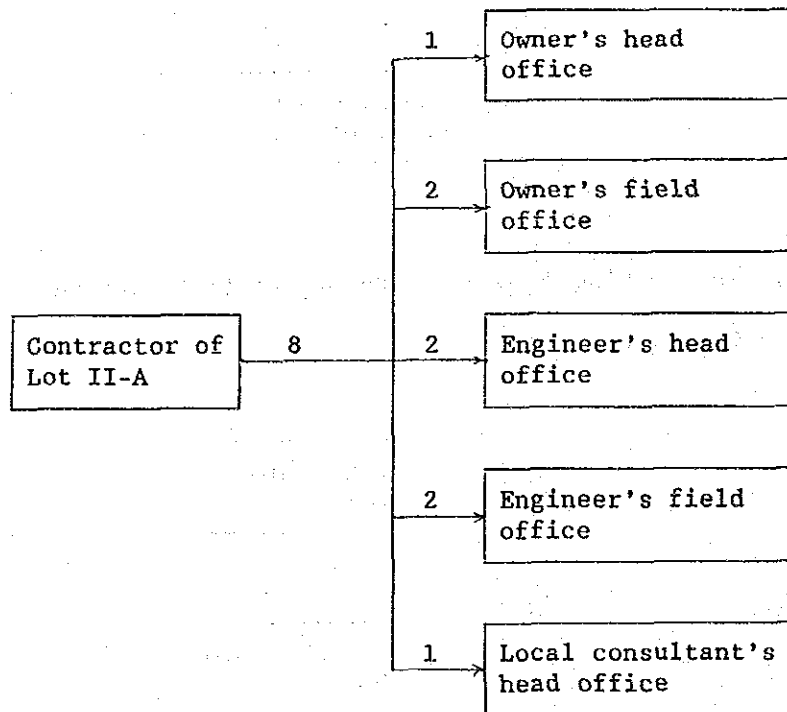 1
Owner's head
office
2
Owner's field
office
Contractor of
Lot II-A
8
2
Engineer's head
office
2
Engineer's field
office
1
Local consultant's
head office